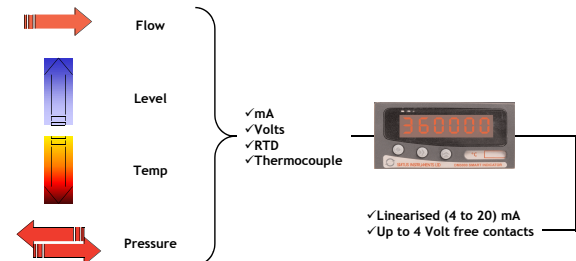 Flow
Level
Temp
Pressure
✓mA
✓Volts
✓RTD
✓Thermocouple
360000
°C
✓Linearised (4 to 20) mA
✓Up to 4 Volt free contacts